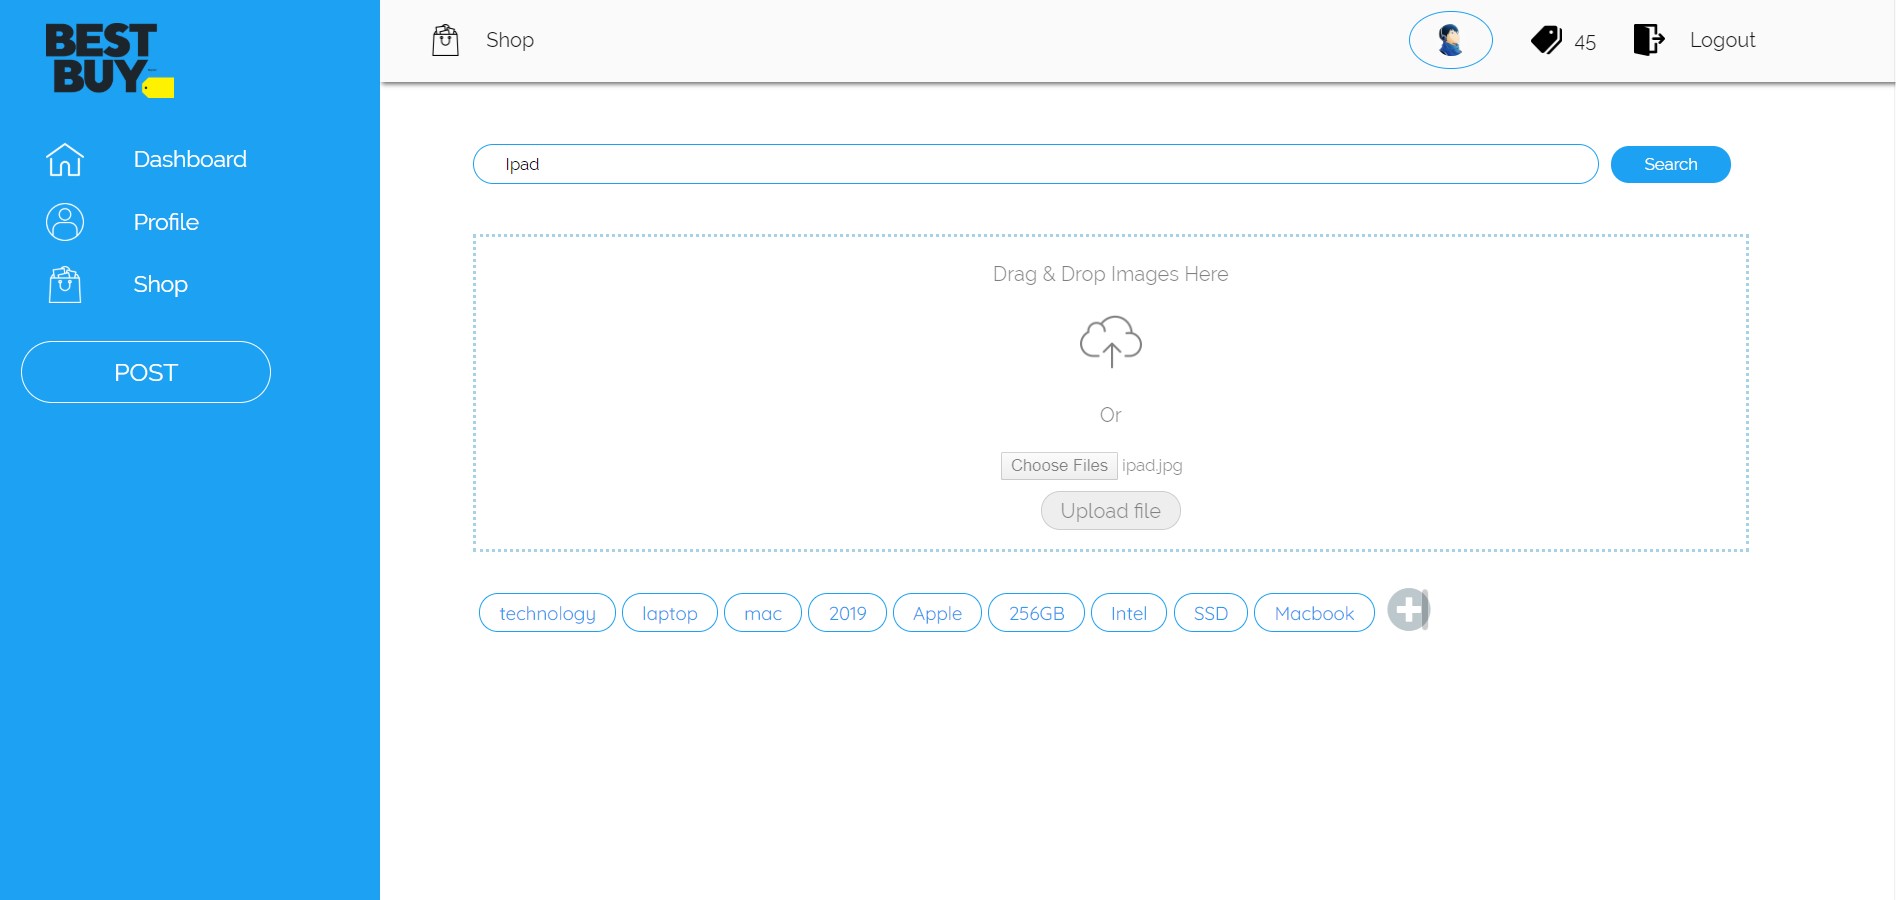 BEST
BUY
Dashboard
Profile
Shop
POST
Shop
45
Logout
Ipad
Search
Drag & Drop Images Here
Or
Choose Files ipad.jpg
Upload file
technology laptop mac 2019 Apple 256GB Intel SSD Macbook